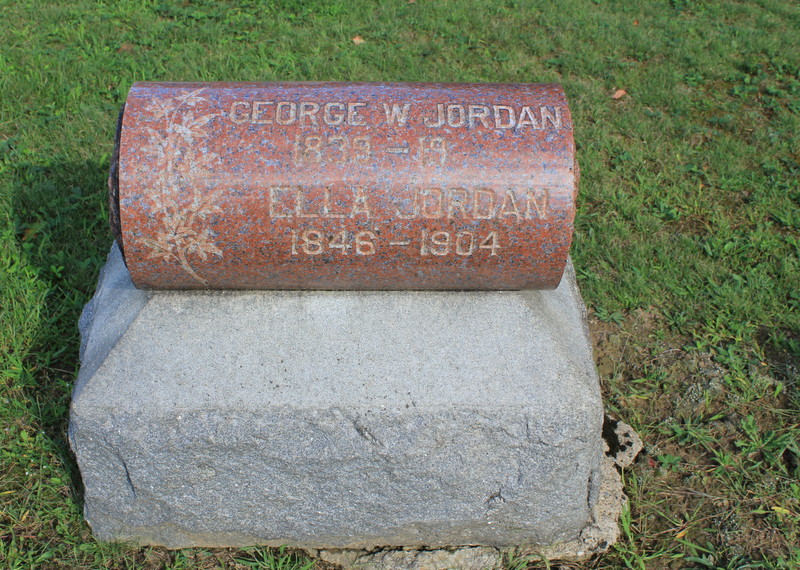 GEORGE W. JORDAN
1839 - 19
ELLA JORDAN
1846 - 1904